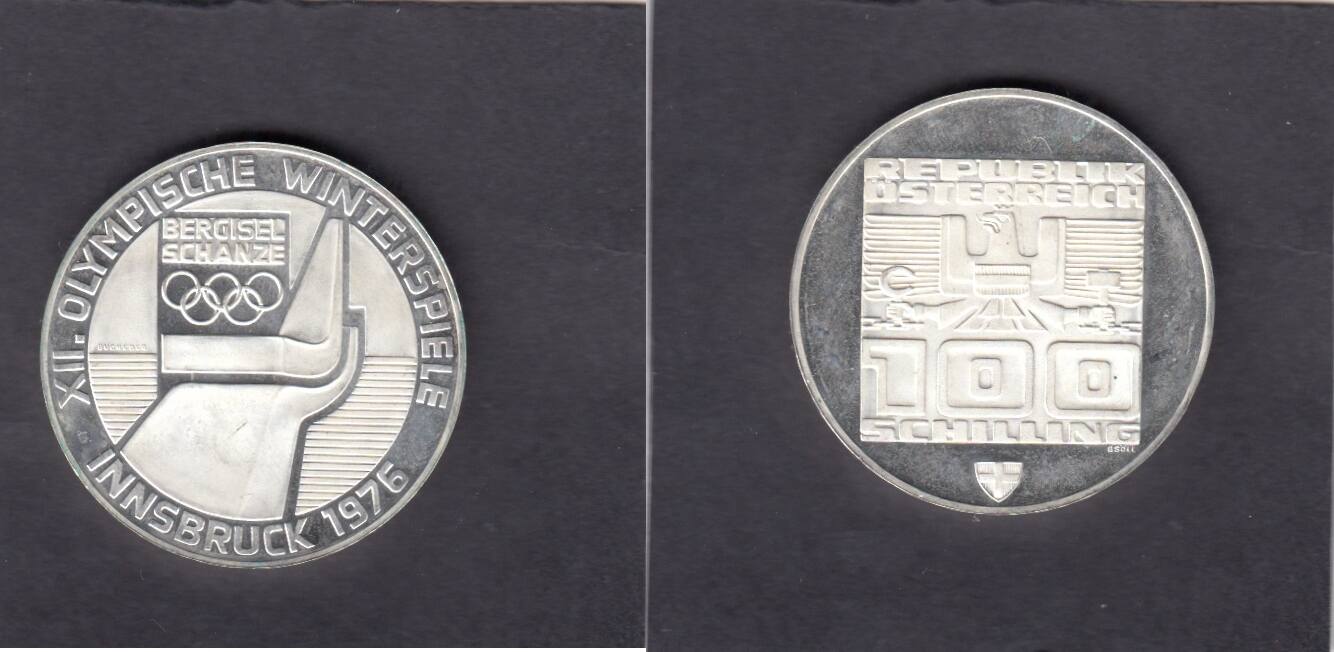 XII. OLYMPISCHE WINTERSPIELE
BERGISEL
SCHANZE
INNSBRUCK 1976
REPUBLIK
ÖSTERREICH
100
SCHILLING